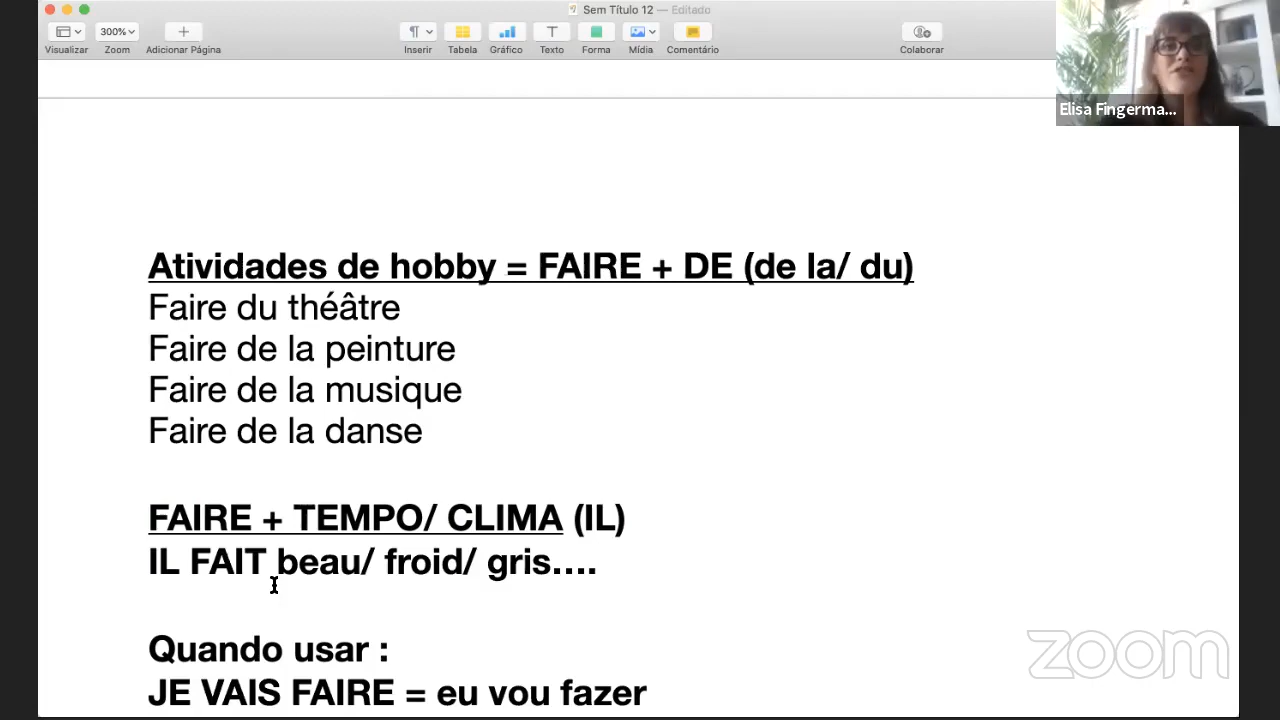 Sem Título 12 — Editado
300%
Visualizar Zoom Adicionar Página Inserir Tabela Gráfico Texto Forma Mídia Comentário Colaborar
Elisa Fingerma...
Atividades de hobby = FAIRE + DE (de la/ du)
Faire du théâtre
Faire de la peinture
Faire de la musique
Faire de la danse
FAIRE + TEMPO/ CLIMA (IL)
IL FAIT beau/ froid/ gris….
Quando usar :
JE VAIS FAIRE = eu vou fazer
zoom